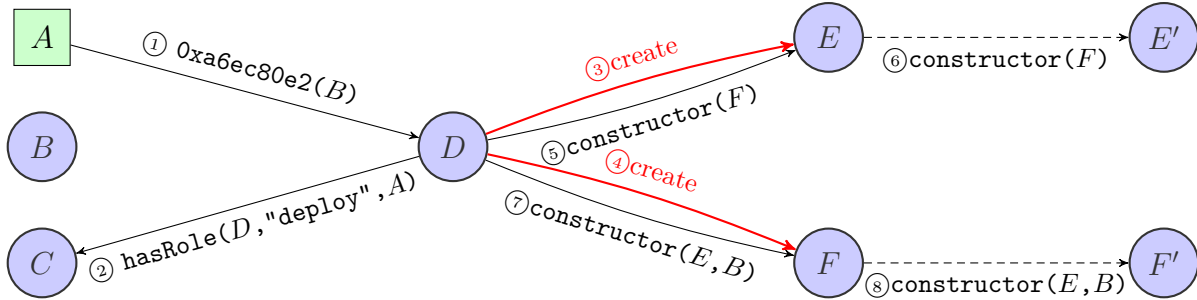 A
① 0xa6ec80e2(B)
③create
E
⑥constructor(F)
E′
B
D
⑤constructor(F)
④create
C
② hasRole(D,"deploy",A)
⑦constructor(E,B)
F
⑧constructor(E,B)
F′